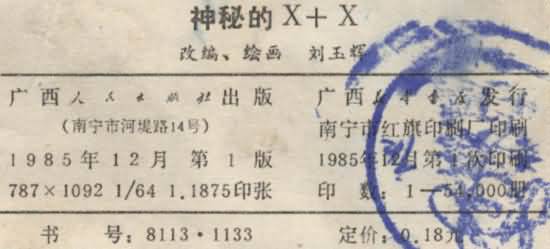 神秘的X+X
改编、绘画 刘玉辉
广西人民出版社出版 广西新华书店发行
(南宁市河堤路14号) 南宁市红旗印刷厂印刷
1985年12月 第1版 1985年12月第1次印刷
787×1092 1/64 1.1875印张 印 数: 1—54,000册
书 号: 8113·1133 定价: 0.18元